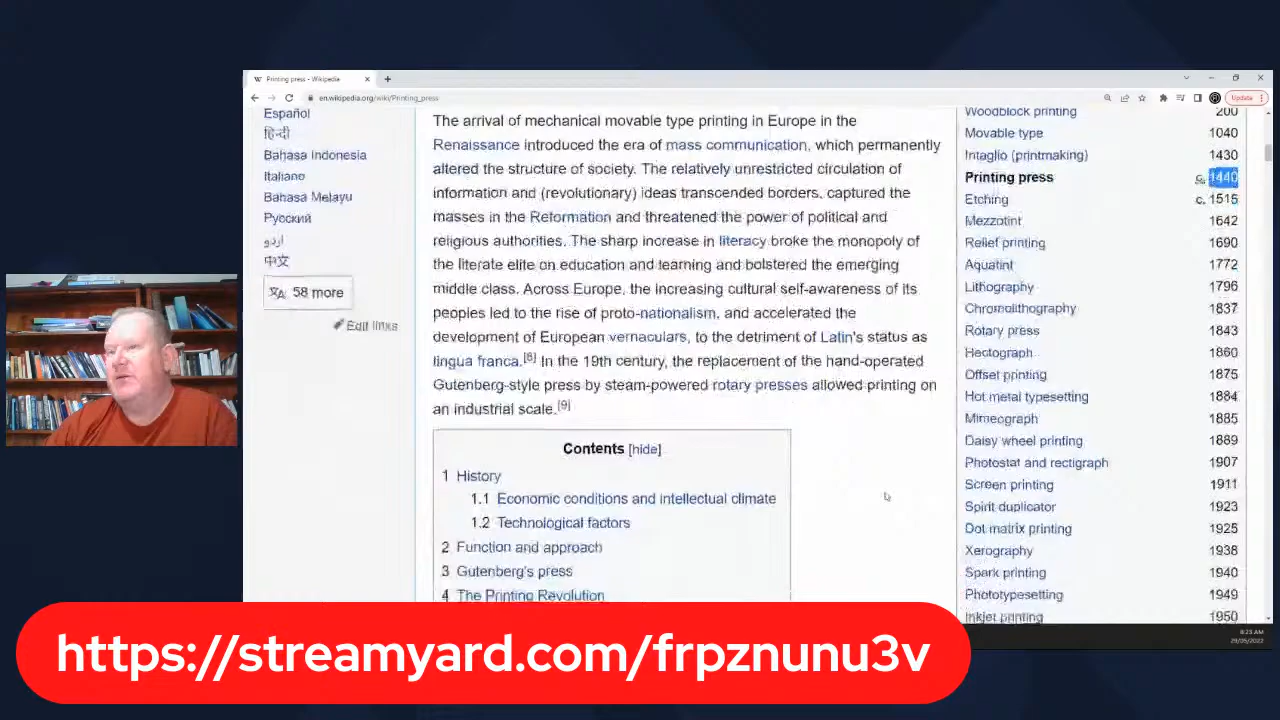 Printing press - Wikipedia
en.wikipedia.org/wiki/Printing_press
Update
Español
हिन्दी
Bahasa Indonesia
Italiano
Bahasa Melayu
Русский
اردو
中文
58 more
Edit links
The arrival of mechanical movable type printing in Europe in the
Renaissance introduced the era of mass communication, which permanently
altered the structure of society. The relatively unrestricted circulation of
information and (revolutionary) ideas transcended borders, captured the
masses in the Reformation and threatened the power of political and
religious authorities. The sharp increase in literacy broke the monopoly of
the literate elite on education and learning and bolstered the emerging
middle class. Across Europe, the increasing cultural self-awareness of its
peoples led to the rise of proto-nationalism, and accelerated the
development of European vernaculars, to the detriment of Latin's status as
lingua franca.[8] In the 19th century, the replacement of the hand-operated
Gutenberg-style press by steam-powered rotary presses allowed printing on
an industrial scale.[9]
Contents [hide]
1 History
1.1 Economic conditions and intellectual climate
1.2 Technological factors
2 Function and approach
3 Gutenberg's press
4 The Printing Revolution
Woodblock printing 200
Movable type 1040
Intaglio (printmaking) 1430
Printing press c. 1440
Etching c. 1515
Mezzotint 1642
Relief printing 1690
Aquatint 1772
Lithography 1796
Chromolithography 1837
Rotary press 1843
Hectograph 1860
Offset printing 1875
Hot metal typesetting 1884
Mimeograph 1885
Daisy wheel printing 1889
Photostat and rectigraph 1907
Screen printing 1911
Spirit duplicator 1923
Dot matrix printing 1925
Xerography 1938
Spark printing 1940
Phototypesetting 1949
Inkjet printing 1950
8:23 AM
29/05/2022
https://streamyard.com/frpznunu3v